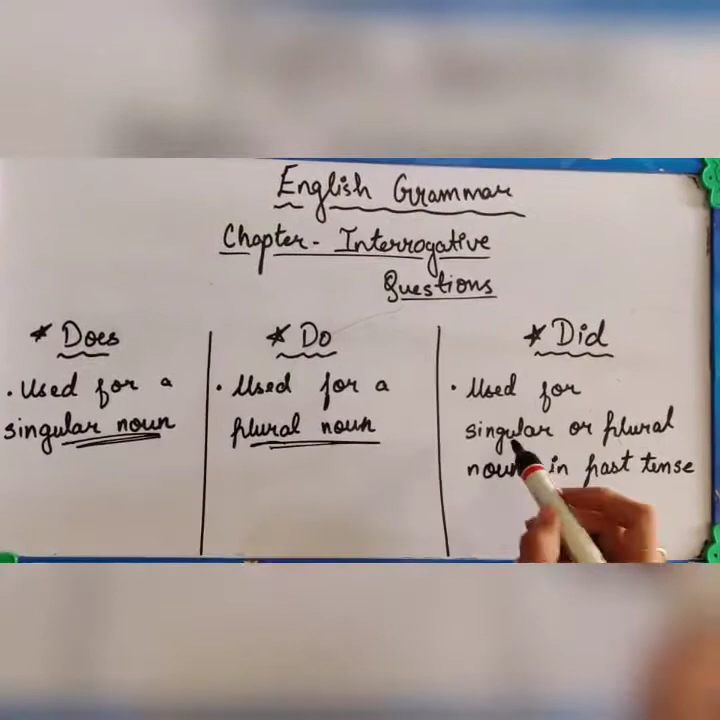 English Grammar
Chapter- Interrogative
Questions
* Does
. Used for a
singular noun
* Do
. Used for a
plural noun
* Did
. Used for
singular or plural
noun in past tense